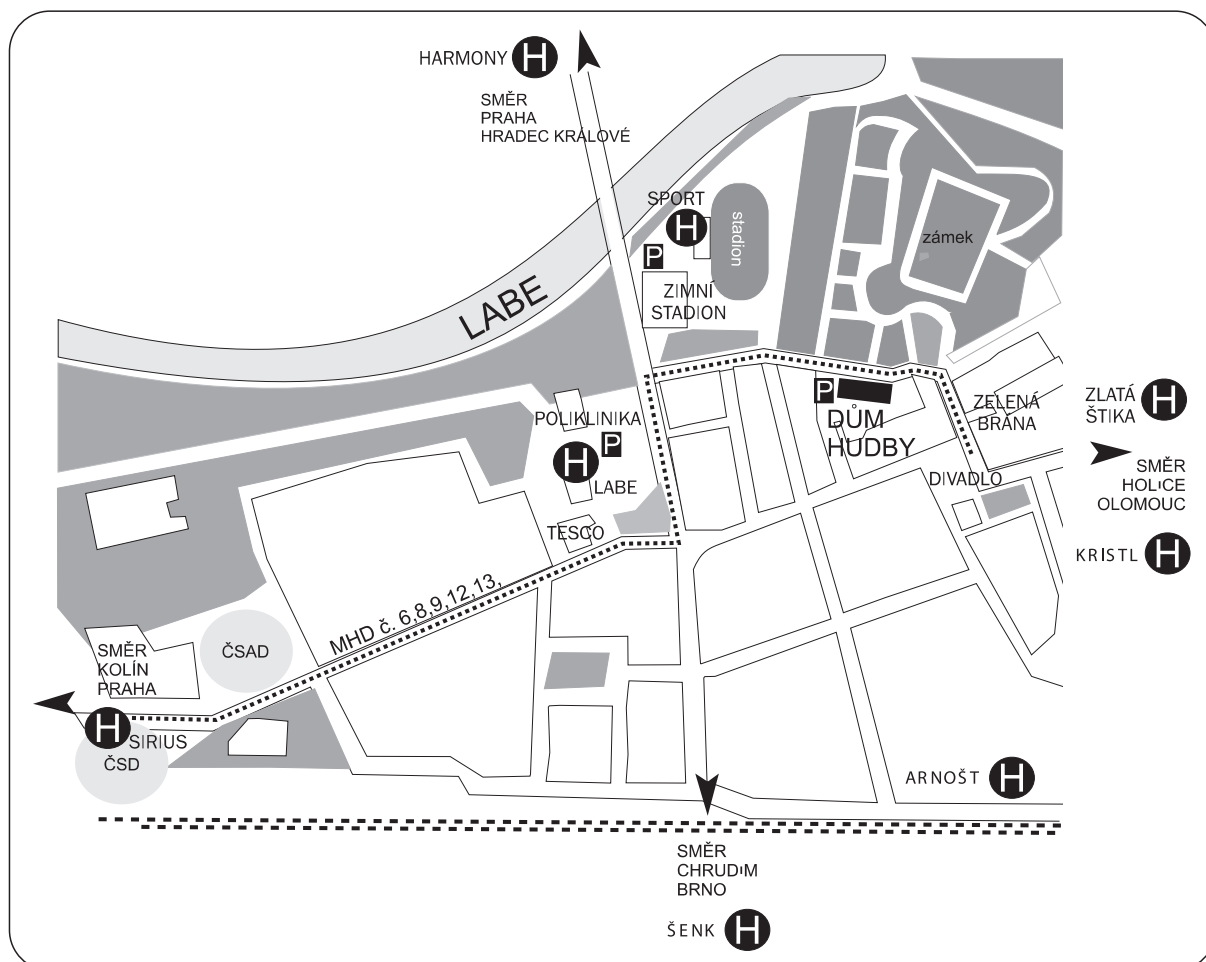 HARMONY H
SMĚR
PRAHA
HRADEC KRÁLOVÉ
SPORT
H
stadion
zámek
P
LABE
ZIMNÍ
STADION
P
DŮM
HUDBY
ZELENÁ
BRÁNA
ZLATÁ
ŠTIKA
H
POLIKLINIKA
P
H
LABE
SMĚR
HOLICE
OLOMOUC
DIVADLO
TESCO
KRISTL H
MHD č. 6,8,9,12,13,
SMĚR
KOLÍN
PRAHA
ČSAD
H
SIRIUS
ČSD
ARNOŠT H
SMĚR
CHRUDIM
BRNO
ŠENK H